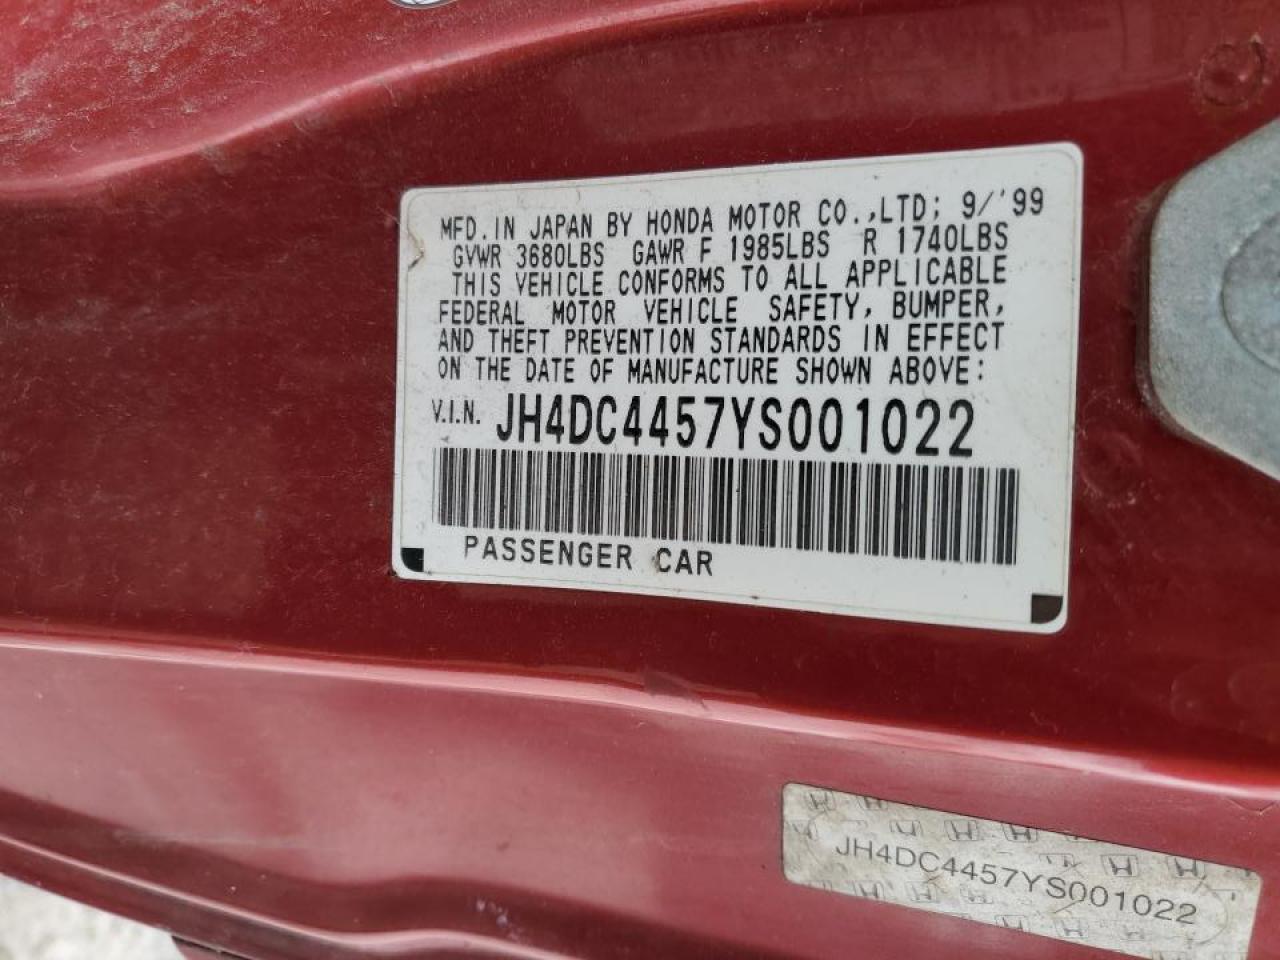 MFD.IN JAPAN BY HONDA MOTOR CO.,LTD; 9/'99
GVWR 3680LBS GAWR F 1985LBS R 1740LBS
THIS VEHICLE CONFORMS TO ALL APPLICABLE
FEDERAL MOTOR VEHICLE SAFETY, BUMPER,
AND THEFT PREVENTION STANDARDS IN EFFECT
ON THE DATE OF MANUFACTURE SHOWN ABOVE:
V.I.N. JH4DC4457YS001022
PASSENGER CAR
JH4DC4457YS001022